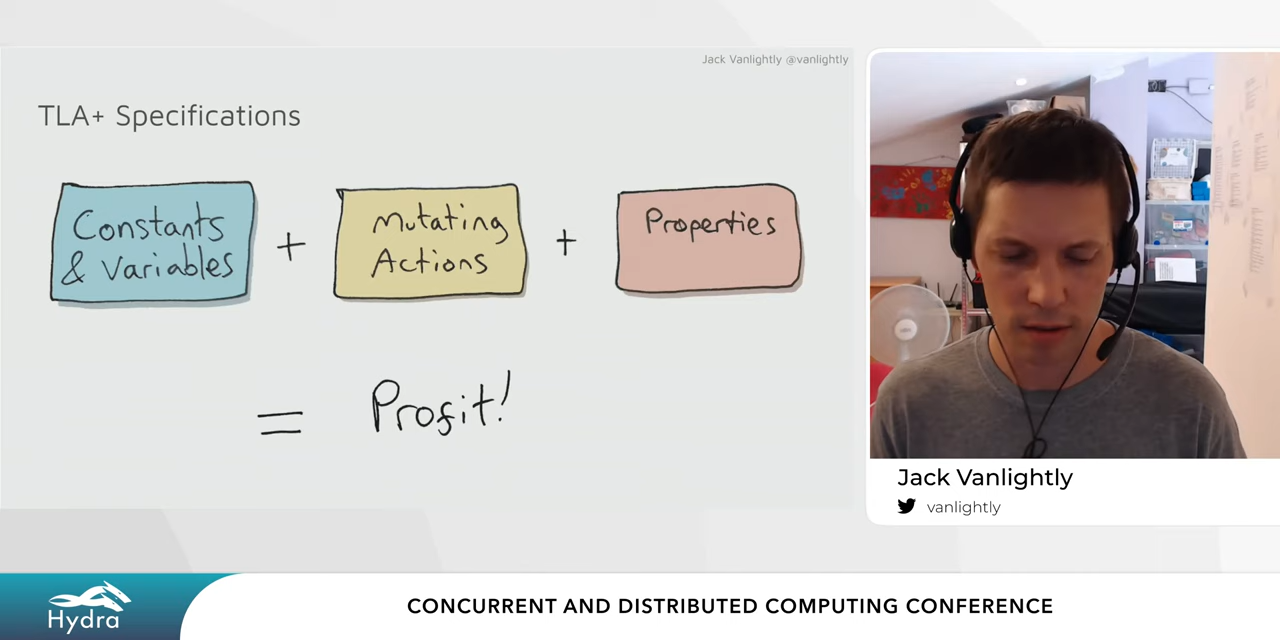 Jack Vanlightly @vanlightly
TLA+ Specifications
Constants
& Variables
+
Mutating
Actions
+
Properties
= Profit!
Jack Vanlightly
vanlightly
Hydra
CONCURRENT AND DISTRIBUTED COMPUTING CONFERENCE